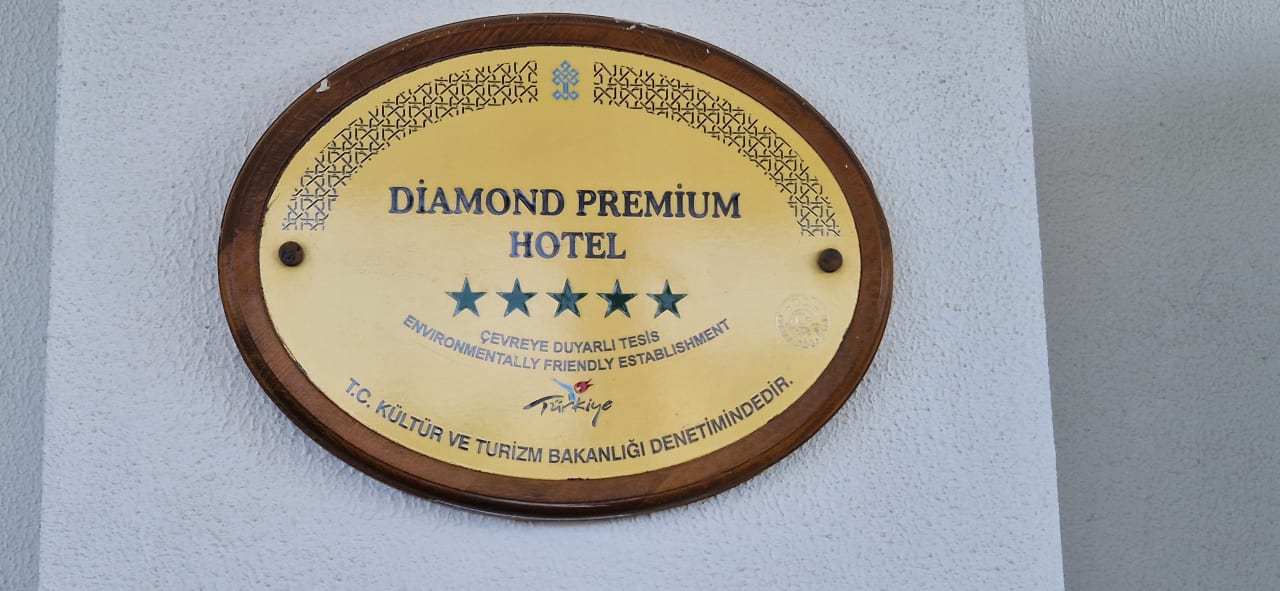 DİAMOND PREMİUM
HOTEL
ÇEVREYE DUYARLI TESİS
ENVIRONMENTALLY FRIENDLY ESTABLISHMENT
Türkiye
T.C. KÜLTÜR VE TURİZM BAKANLIĞI DENETİMİNDEDİR.